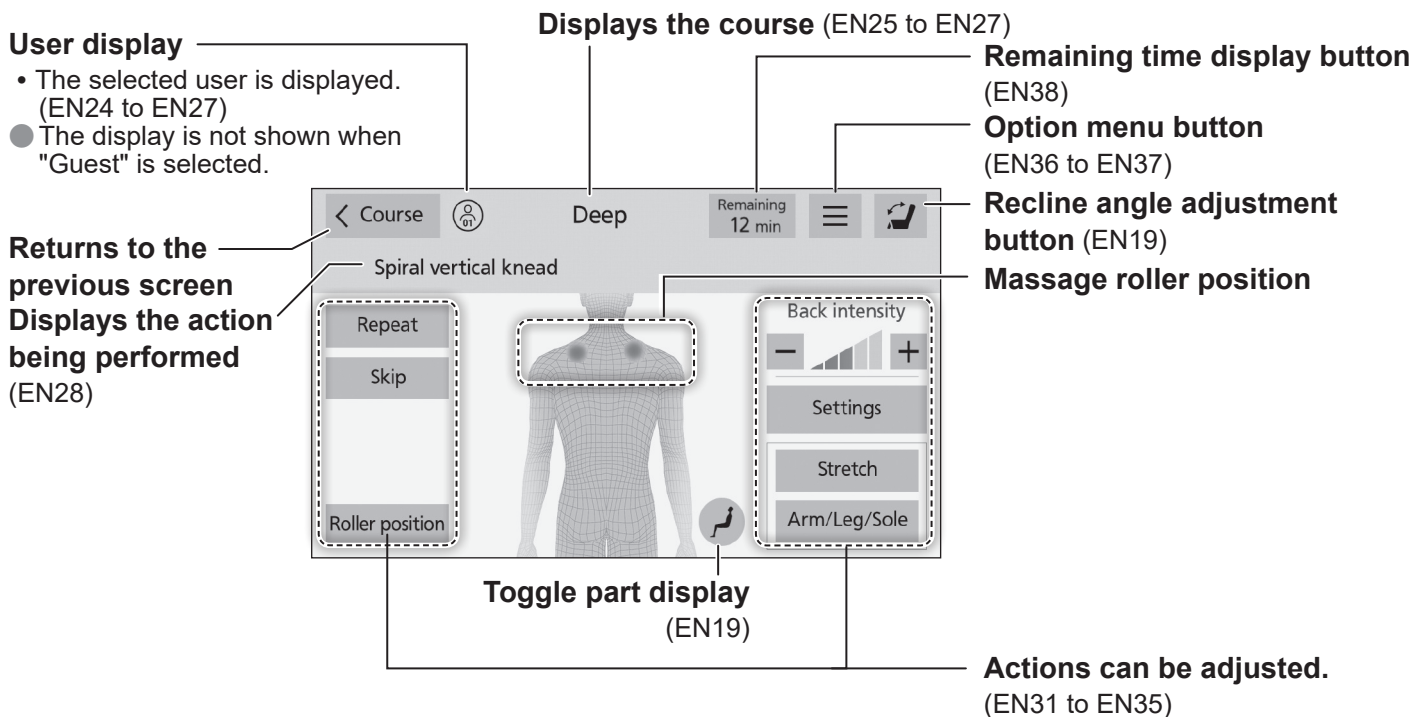 Displays the course (EN25 to EN27)
User display
• The selected user is displayed.
(EN24 to EN27)
● The display is not shown when
"Guest" is selected.
Remaining time display button
(EN38)
Option menu button
(EN36 to EN37)
Recline angle adjustment
button (EN19)
Massage roller position
Returns to the
previous screen
Displays the action
being performed
(EN28)
Course
01
Deep
Remaining
12 min
Spiral vertical knead
Repeat
Skip
Roller position
Back intensity
− +
Settings
Stretch
Arm/Leg/Sole
Toggle part display
(EN19)
Actions can be adjusted.
(EN31 to EN35)